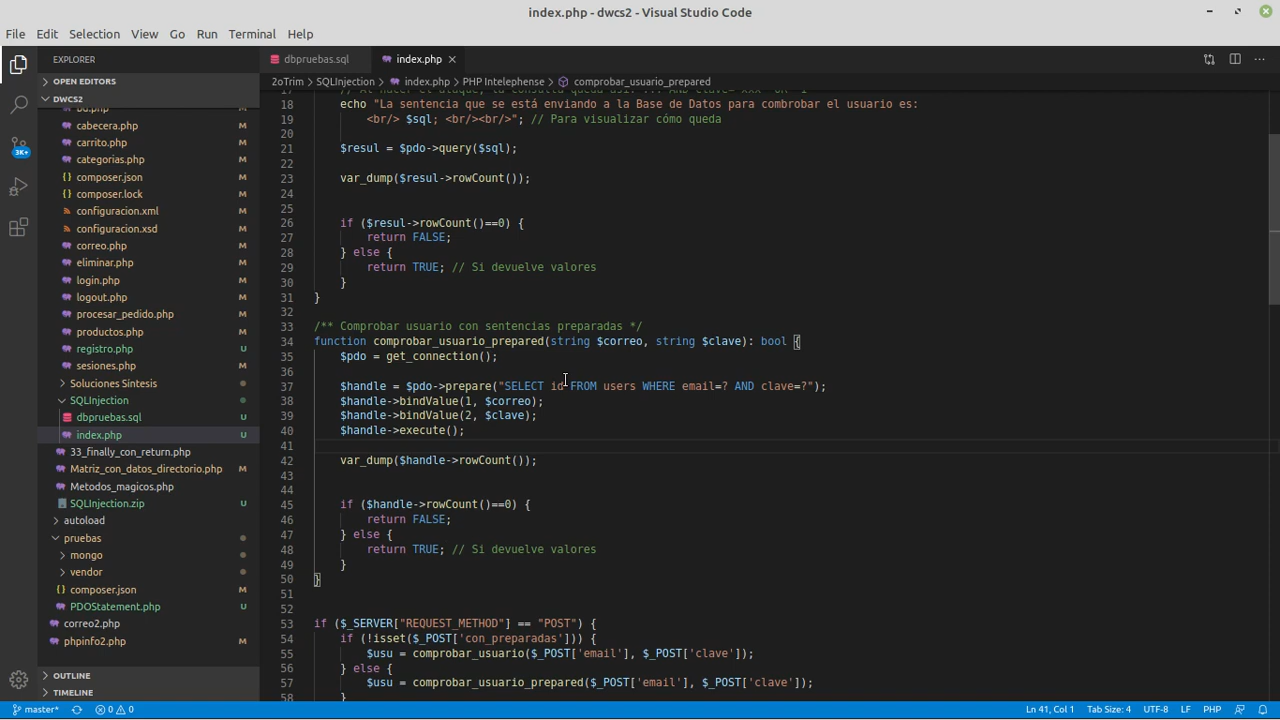 index.php - dwcs2 - Visual Studio Code
File Edit Selection View Go Run Terminal Help
EXPLORER
dbpruebas.sql
index.php
OPEN EDITORS
2oTrim > SQLInjection > index.php > PHP Intelephense > comprobar_usuario_prepared
DWCS2
bd.php
cabecera.php M
carrito.php M
categorias.php M
composer.json M
composer.lock M
configuracion.xml M
configuracion.xsd M
correo.php M
eliminar.php M
login.php M
logout.php M
procesar_pedido.php M
productos.php M
registro.php U
sesiones.php M
Soluciones Síntesis
SQLInjection
dbpruebas.sql U
index.php U
33_finally_con_return.php U
Matriz_con_datos_directorio.php U
Metodos_magicos.php U
SQLInjection.zip U
autoload
pruebas
mongo
vendor
composer.json M
PDOStatement.php U
correo2.php M
phpinfo2.php M
OUTLINE
TIMELINE
3K+
18 echo "La sentencia que se está enviando a la Base de Datos para combrobar el usuario es:
19 <br/> $sql; <br/><br/>"; // Para visualizar cómo queda
20
21 $resul = $pdo->query($sql);
22
23 var_dump($resul->rowCount());
24
25
26 if ($resul->rowCount()==0) {
27 return FALSE;
28 } else {
29 return TRUE; // Si devuelve valores
30 }
31 }
32
33 /** Comprobar usuario con sentencias preparadas */
34 function comprobar_usuario_prepared(string $correo, string $clave): bool {
35 $pdo = get_connection();
36
37 $handle = $pdo->prepare("SELECT id FROM users WHERE email=? AND clave=?");
38 $handle->bindValue(1, $correo);
39 $handle->bindValue(2, $clave);
40 $handle->execute();
41
42 var_dump($handle->rowCount());
43
44
45 if ($handle->rowCount()==0) {
46 return FALSE;
47 } else {
48 return TRUE; // Si devuelve valores
49 }
50 }
51
52
53 if ($_SERVER["REQUEST_METHOD"] == "POST") {
54 if (!isset($_POST['con_preparadas'])) {
55 $usu = comprobar_usuario($_POST['email'], $_POST['clave']);
56 } else {
57 $usu = comprobar_usuario_prepared($_POST['email'], $_POST['clave']);
58 }
master* 0 0 Ln 41, Col 1 Tab Size: 4 UTF-8 LF PHP